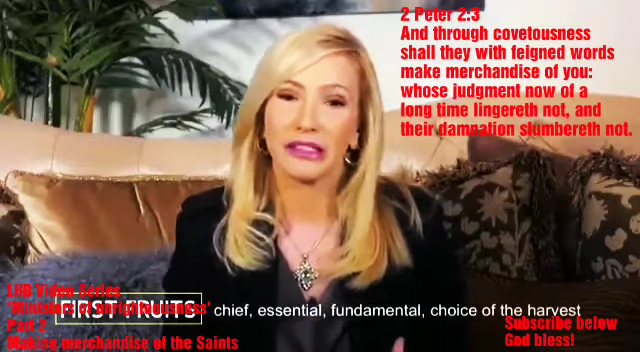 2 Peter 2:3
And through covetousness
shall they with feigned words
make merchandise of you:
whose judgment now of a
long time lingereth not, and
their damnation slumbereth not.
LHB Video Series
"Ministers of unrighteousness"
FIRST FRUITS chief, essential, fundamental, choice of the harvest
Part 2
Making merchandise of the Saints
Subscribe below
God bless!